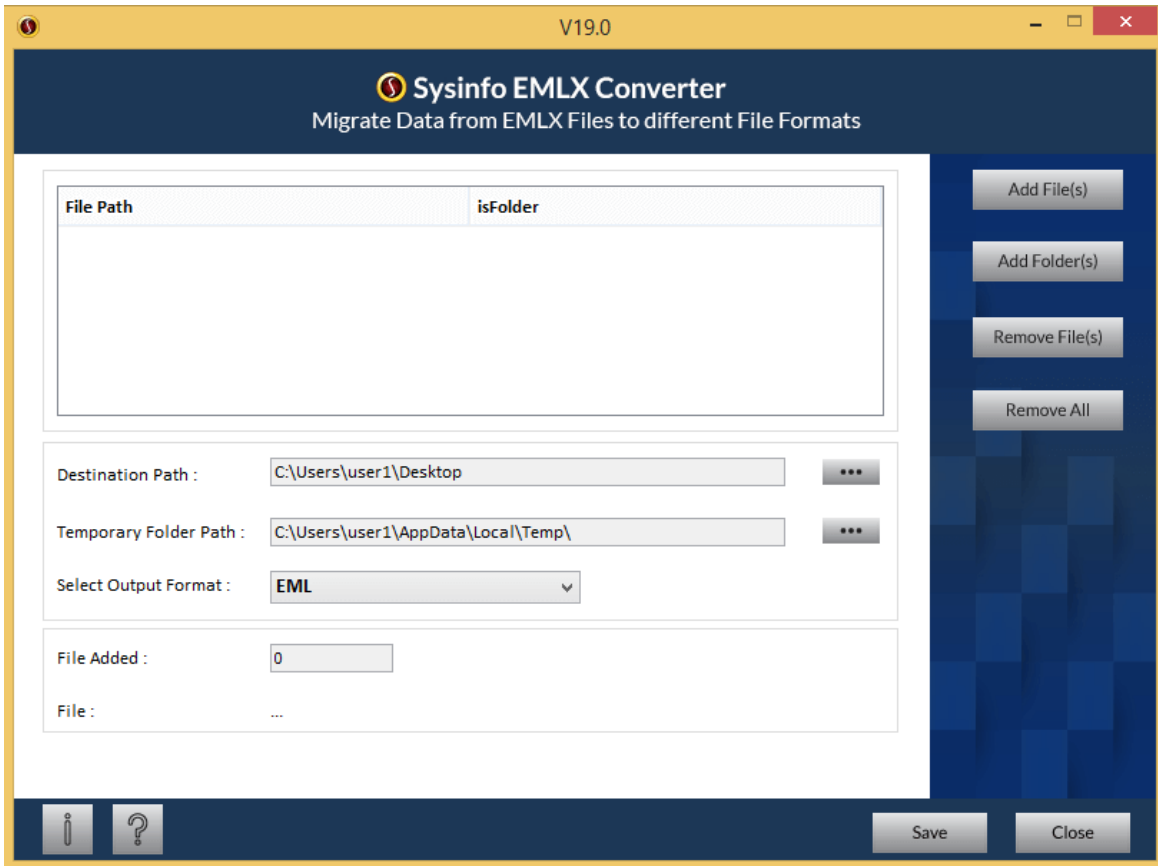 V19.0
Sysinfo EMLX Converter
Migrate Data from EMLX Files to different File Formats
File Path isFolder
Add File(s)
Add Folder(s)
Remove File(s)
Remove All
Destination Path : C:\Users\user1\Desktop
Temporary Folder Path : C:\Users\user1\AppData\Local\Temp\
Select Output Format : EML
File Added : 0
File : ...
Save Close